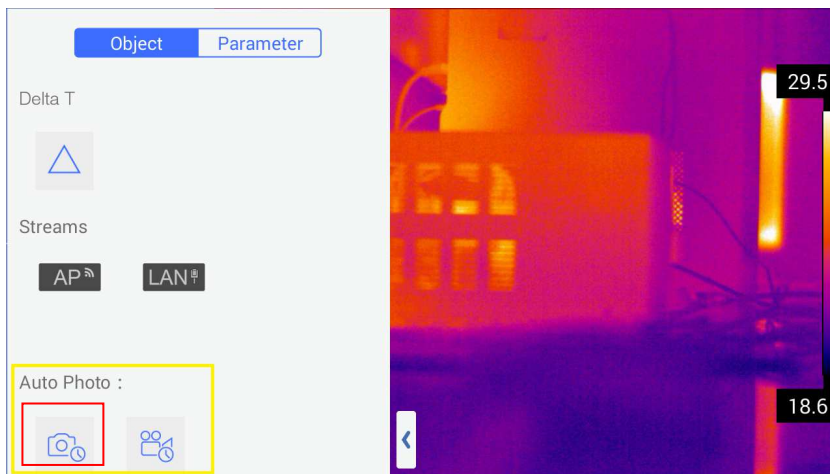 Object Parameter
Delta T
Streams
AP LAN
Auto Photo :
29.5
18.6